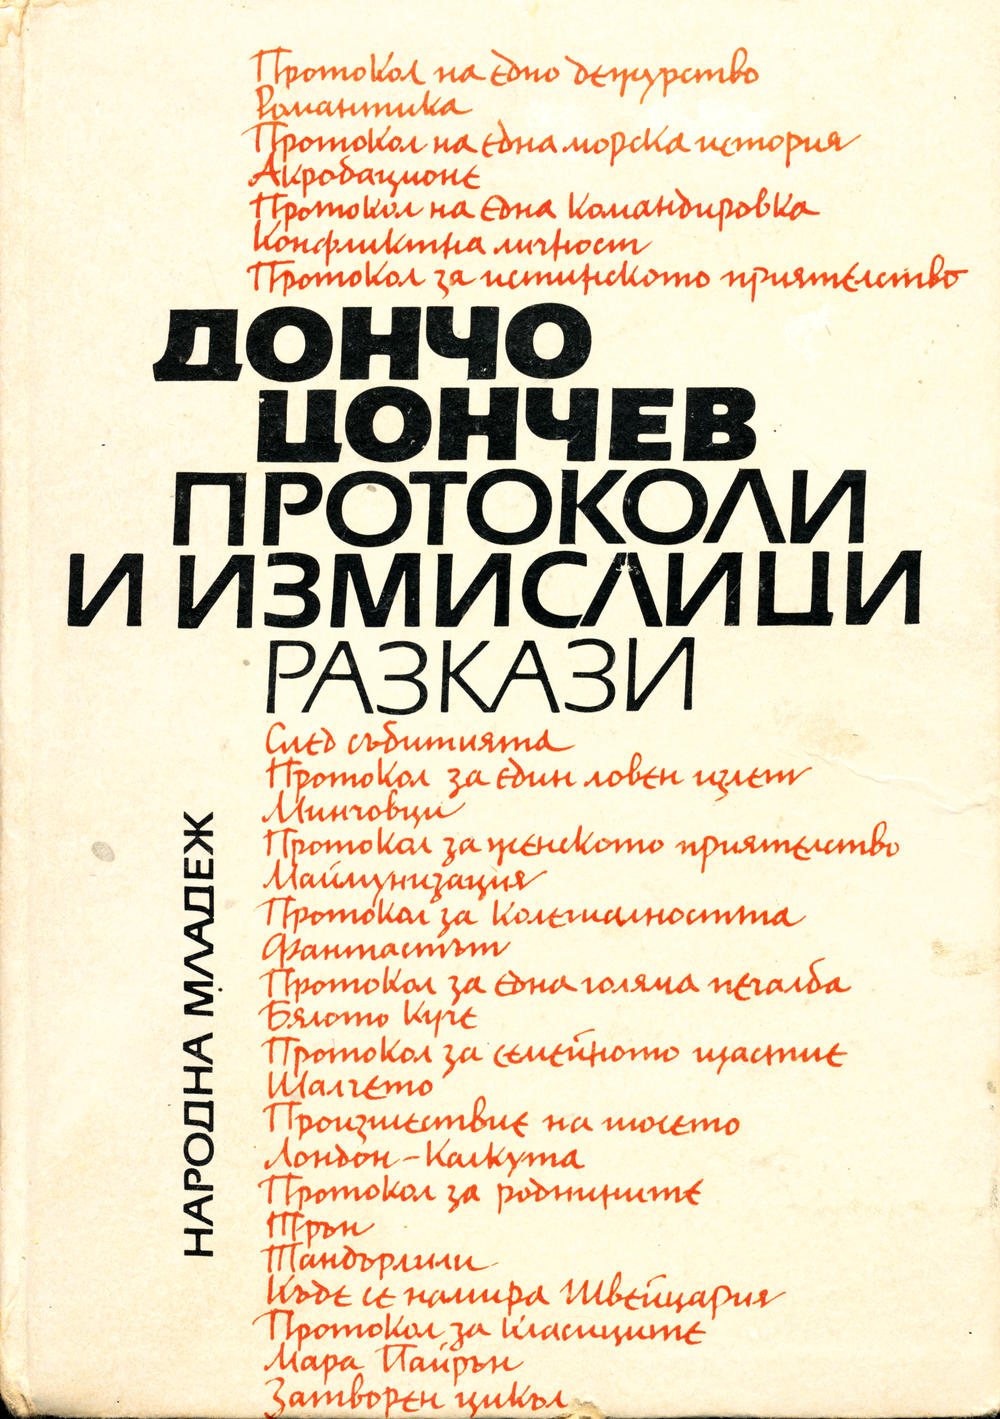 Протокол на едно дежурство
Романтика
Протокол на една морска история
Акробационе
Протокол на една командировка
Конфликтна личност
Протокол за истинското приятелство
ДОНЧО
ЦОНЧЕВ
ПРОТОКОЛИ
И ИЗМИСЛИЦИ
РАЗКАЗИ
След събитията
Протокол за един ловен излет
Минчовци
Протокол за женското приятелство
Маймунизация
Протокол за колегиалността
Фантастът
Протокол за една голяма печалба
Бялото куче
Протокол за семейното щастие
Шалчето
Произшествие на шосето
Лондон – Калкута
Протокол за роднините
Трън
Тандърлили
Къде се намира Швейцария
Протокол за класиците
Мара Пайрън
Затворен цикъл
НАРОДНА МЛАДЕЖ